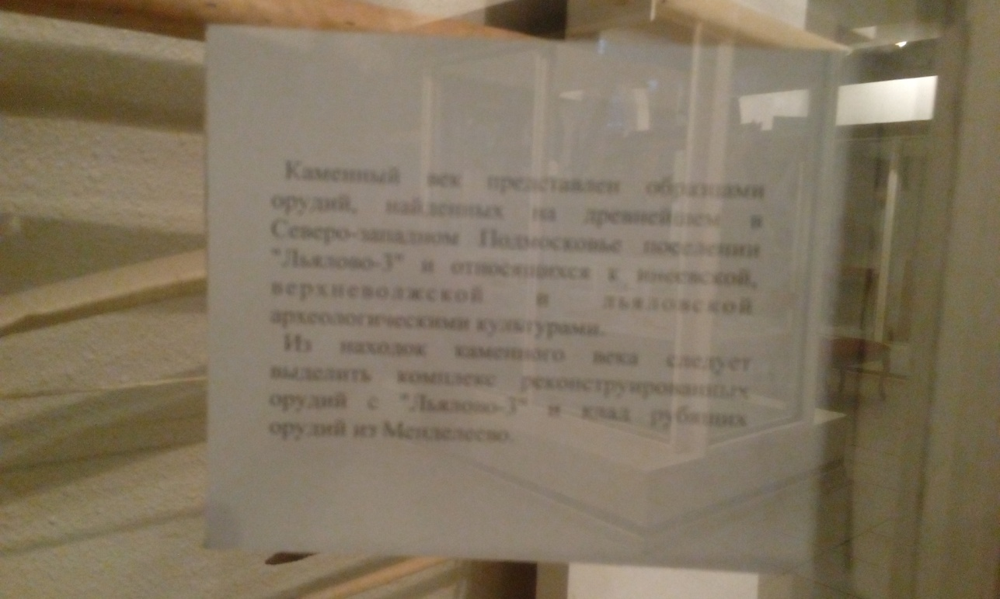 Каменный век представлен образцами
орудий, найденных на древнейшем в
Северо-западном Подмосковье поселении
"Льялово-3" и относящихся к иневской,
верхневолжской и льяловской
археологическими культурами.
Из находок каменного века следует
выделить комплекс реконструированных
орудий с "Льялово-3" и клад рубящих
орудий из Менделеево.